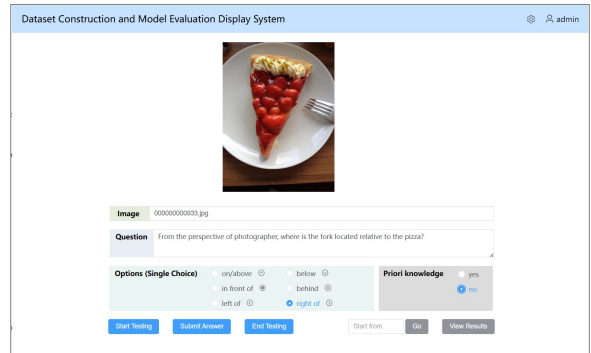 Dataset Construction and Model Evaluation Display System
admin
Image 000000000933.jpg
Question From the perspective of photographer, where is the fork located relative to the pizza?
Options (Single Choice) on/above below Priori knowledge yes
in front of behind no
left of right of
Start Testing Submit Answer End Testing Start from Go View Results